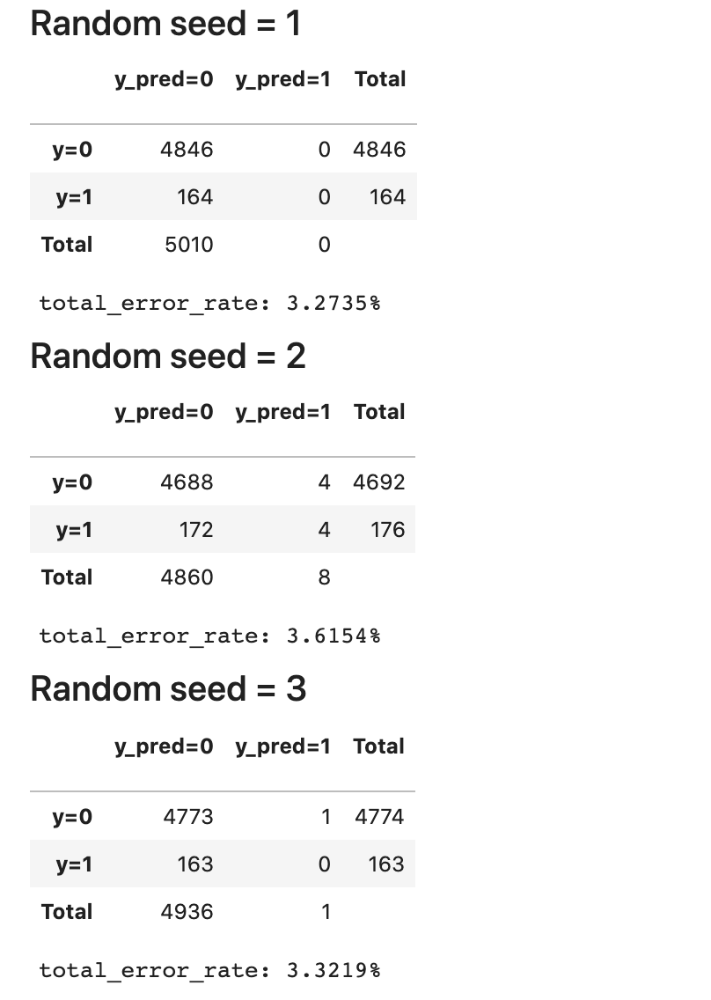 Random seed = 1
y_pred=0 y_pred=1 Total
y=0 4846 0 4846
y=1 164 0 164
Total 5010 0
total_error_rate: 3.2735%
Random seed = 2
y_pred=0 y_pred=1 Total
y=0 4688 4 4692
y=1 172 4 176
Total 4860 8
total_error_rate: 3.6154%
Random seed = 3
y_pred=0 y_pred=1 Total
y=0 4773 1 4774
y=1 163 0 163
Total 4936 1
total_error_rate: 3.3219%